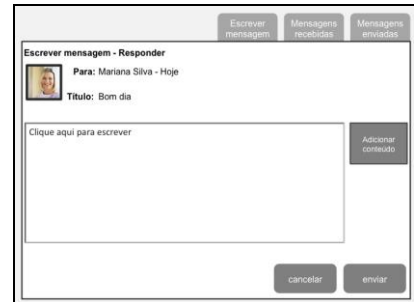 Escrever mensagem
Mensagens recebidas
Mensagens enviadas
Escrever mensagem - Responder
Para: Mariana Silva - Hoje
Título: Bom dia
Clique aqui para escrever
Adicionar conteúdo
cancelar
enviar